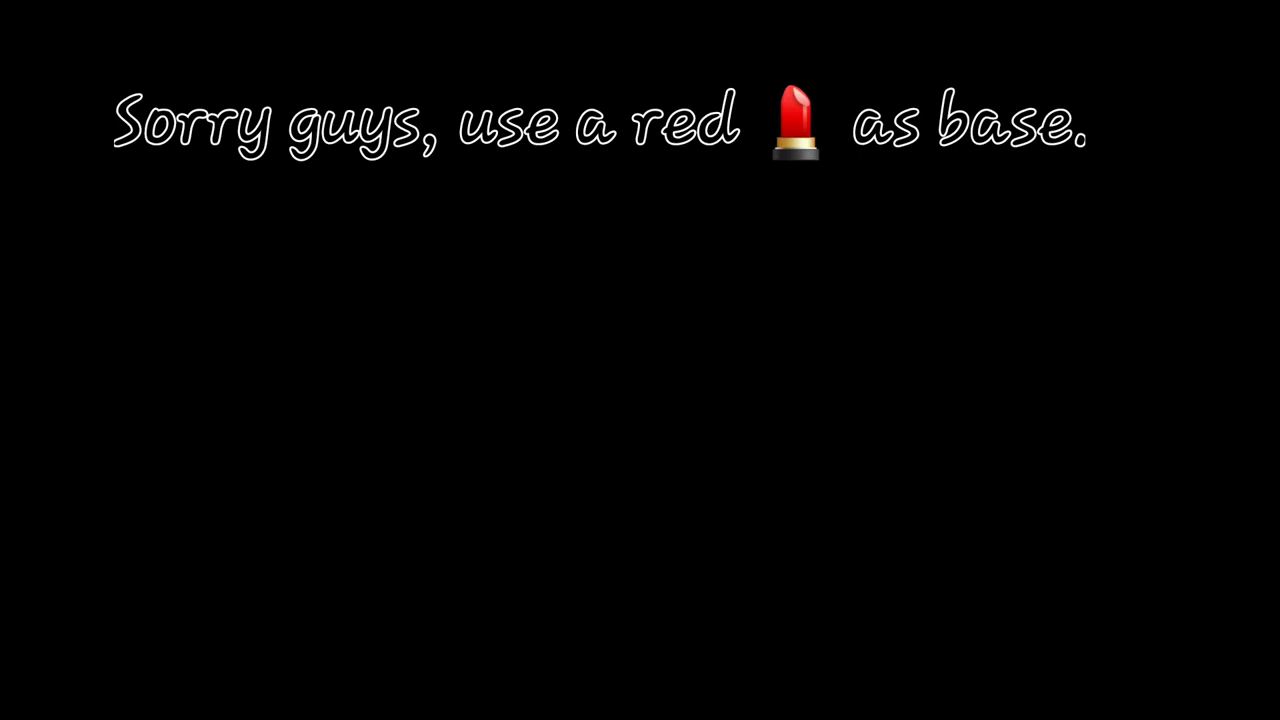 Sorry guys, use a red 💄 as base.